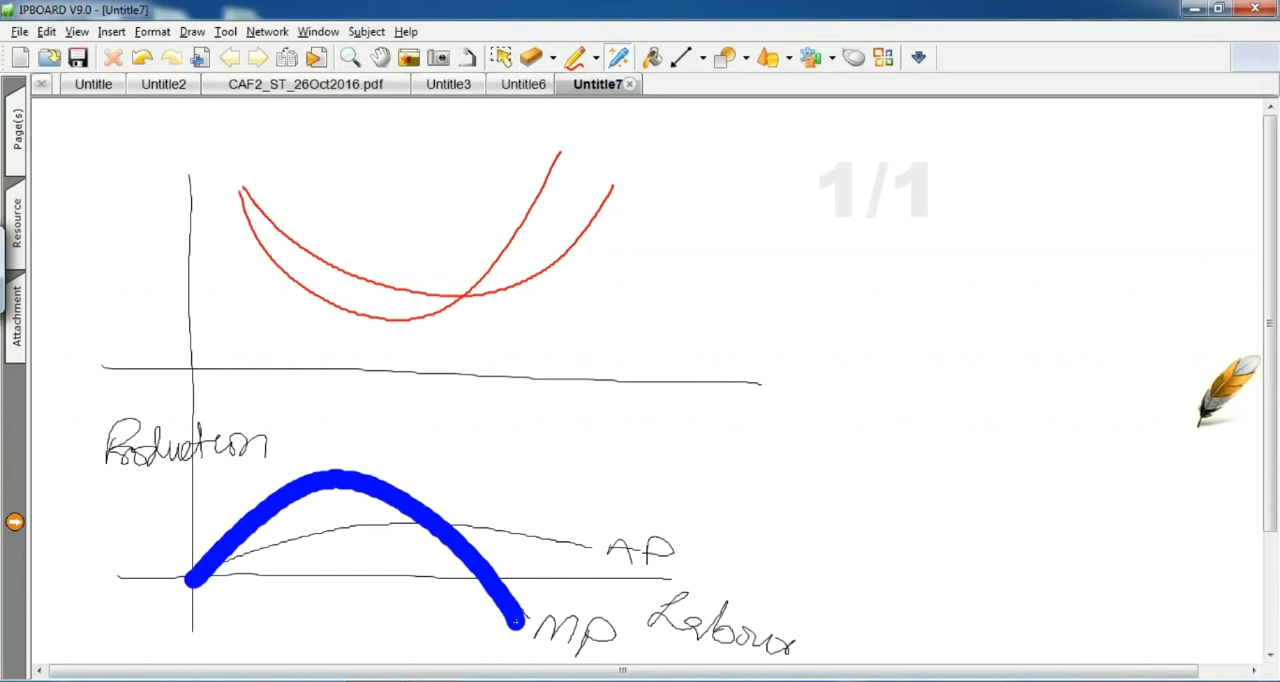 IPBOARD V9.0 - [Untitle7]
File Edit View Insert Format Draw Tool Network Window Subject Help
Untitle Untitle2 CAF2_ST_26Oct2016.pdf Untitle3 Untitle6 Untitle7
Page(s)
Resource
Attachment
1/1
Production
AP
MP
Labour